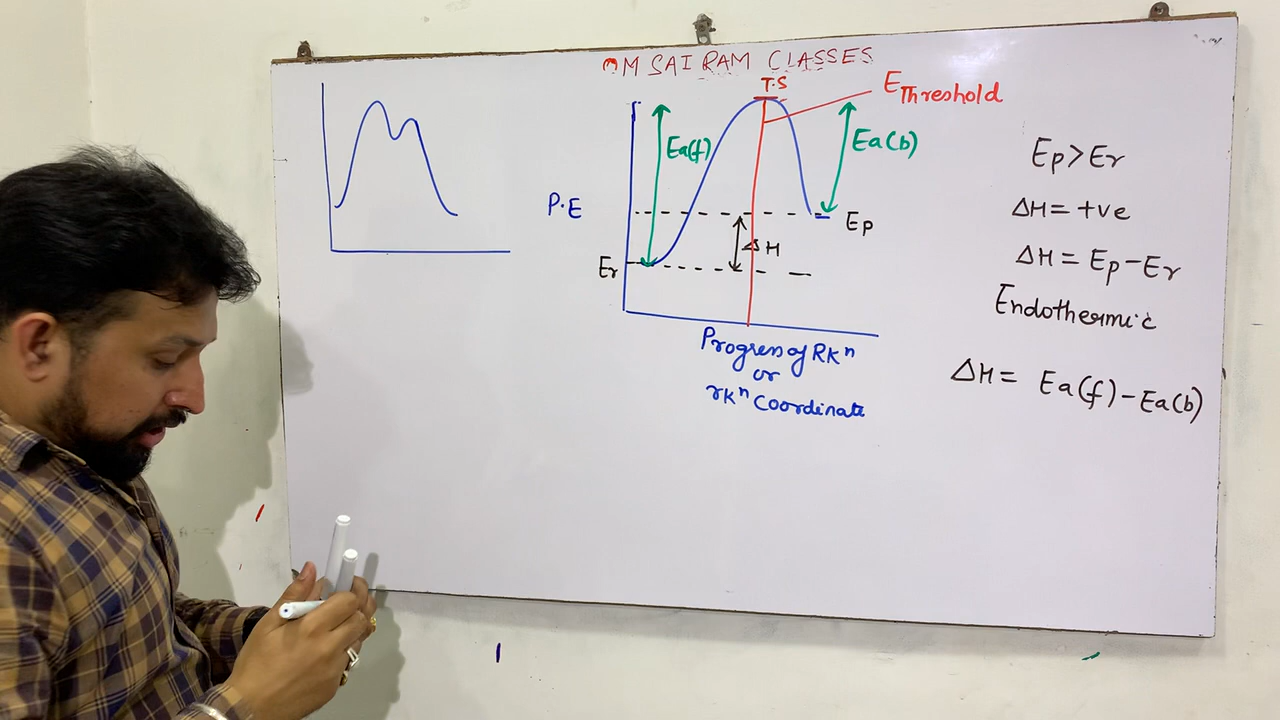 OM SAI RAM CLASSES
T.S
E Threshold
Ea(f)
Ea(b)
P.E
Ep
ΔH
Er
Progress of RKⁿ
or
rKⁿ Coordinate
Ep > Er
ΔH = +ve
ΔH = Ep - Er
Endothermic
ΔH = Ea(f) - Ea(b)